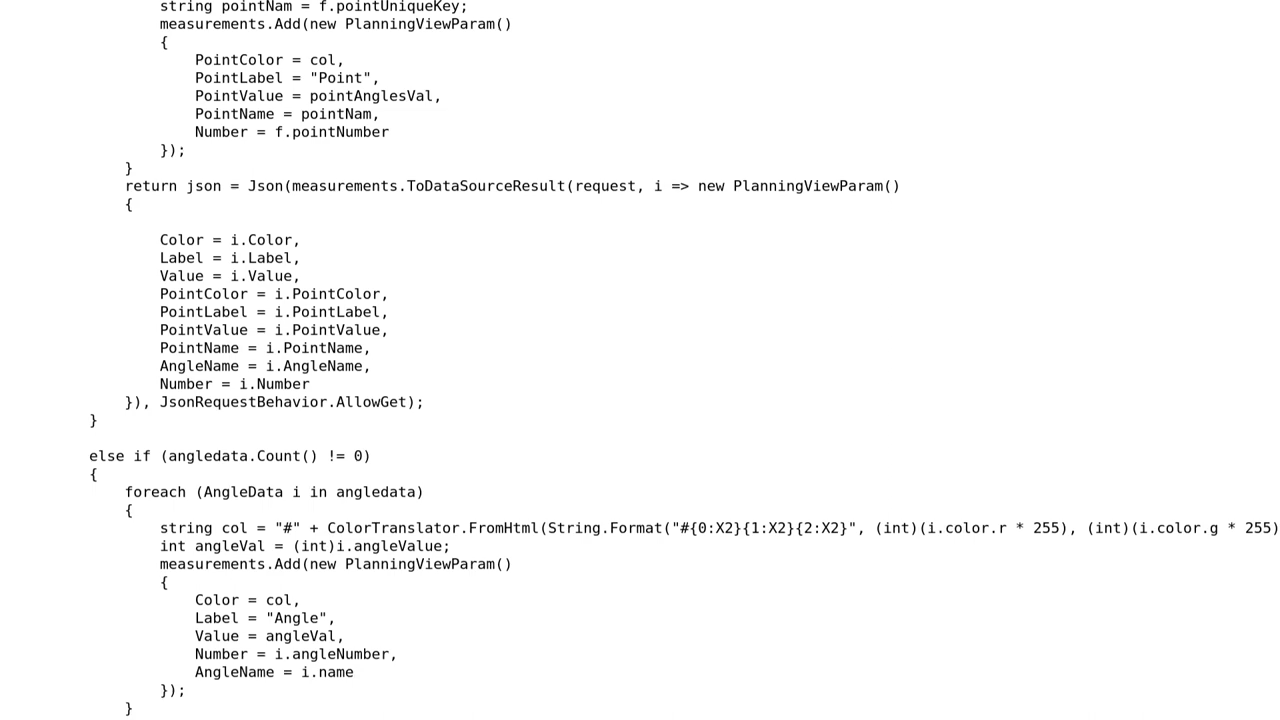 string pointNam = f.pointUniqueKey;
measurements.Add(new PlanningViewParam()
{
PointColor = col,
PointLabel = "Point",
PointValue = pointAnglesVal,
PointName = pointNam,
Number = f.pointNumber
});
}
return json = Json(measurements.ToDataSourceResult(request, i => new PlanningViewParam()
{
Color = i.Color,
Label = i.Label,
Value = i.Value,
PointColor = i.PointColor,
PointLabel = i.PointLabel,
PointValue = i.PointValue,
PointName = i.PointName,
AngleName = i.AngleName,
Number = i.Number
}), JsonRequestBehavior.AllowGet);
}
else if (angledata.Count() != 0)
{
foreach (AngleData i in angledata)
{
string col = "#" + ColorTranslator.FromHtml(String.Format("#{0:X2}{1:X2}{2:X2}", (int)(i.color.r * 255), (int)(i.color.g * 255)
int angleVal = (int)i.angleValue;
measurements.Add(new PlanningViewParam()
{
Color = col,
Label = "Angle",
Value = angleVal,
Number = i.angleNumber,
AngleName = i.name
});
}